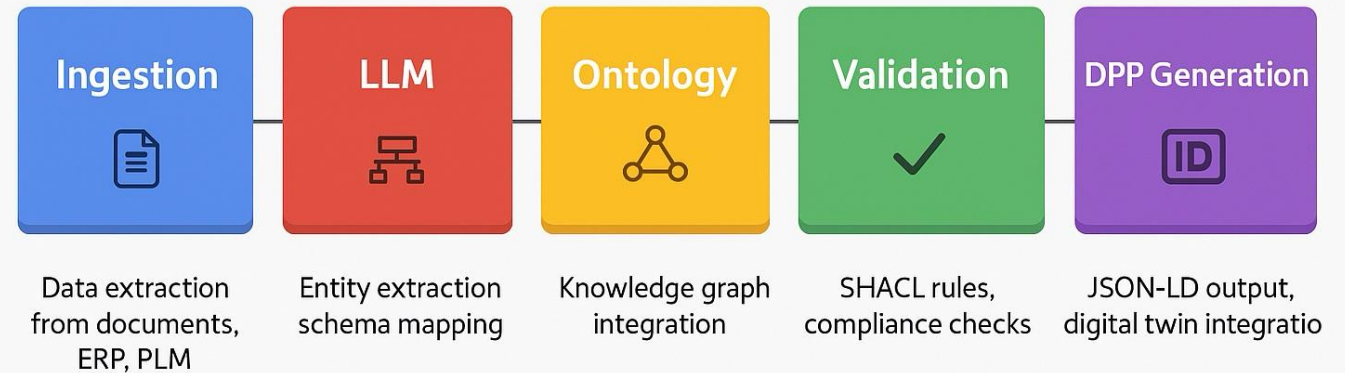 Ingestion
LLM
Ontology
Validation
DPP Generation
ID
Data extraction
from documents,
ERP, PLM
Entity extraction
schema mapping
Knowledge graph
integration
SHACL rules,
compliance checks
JSON-LD output,
digital twin integratio